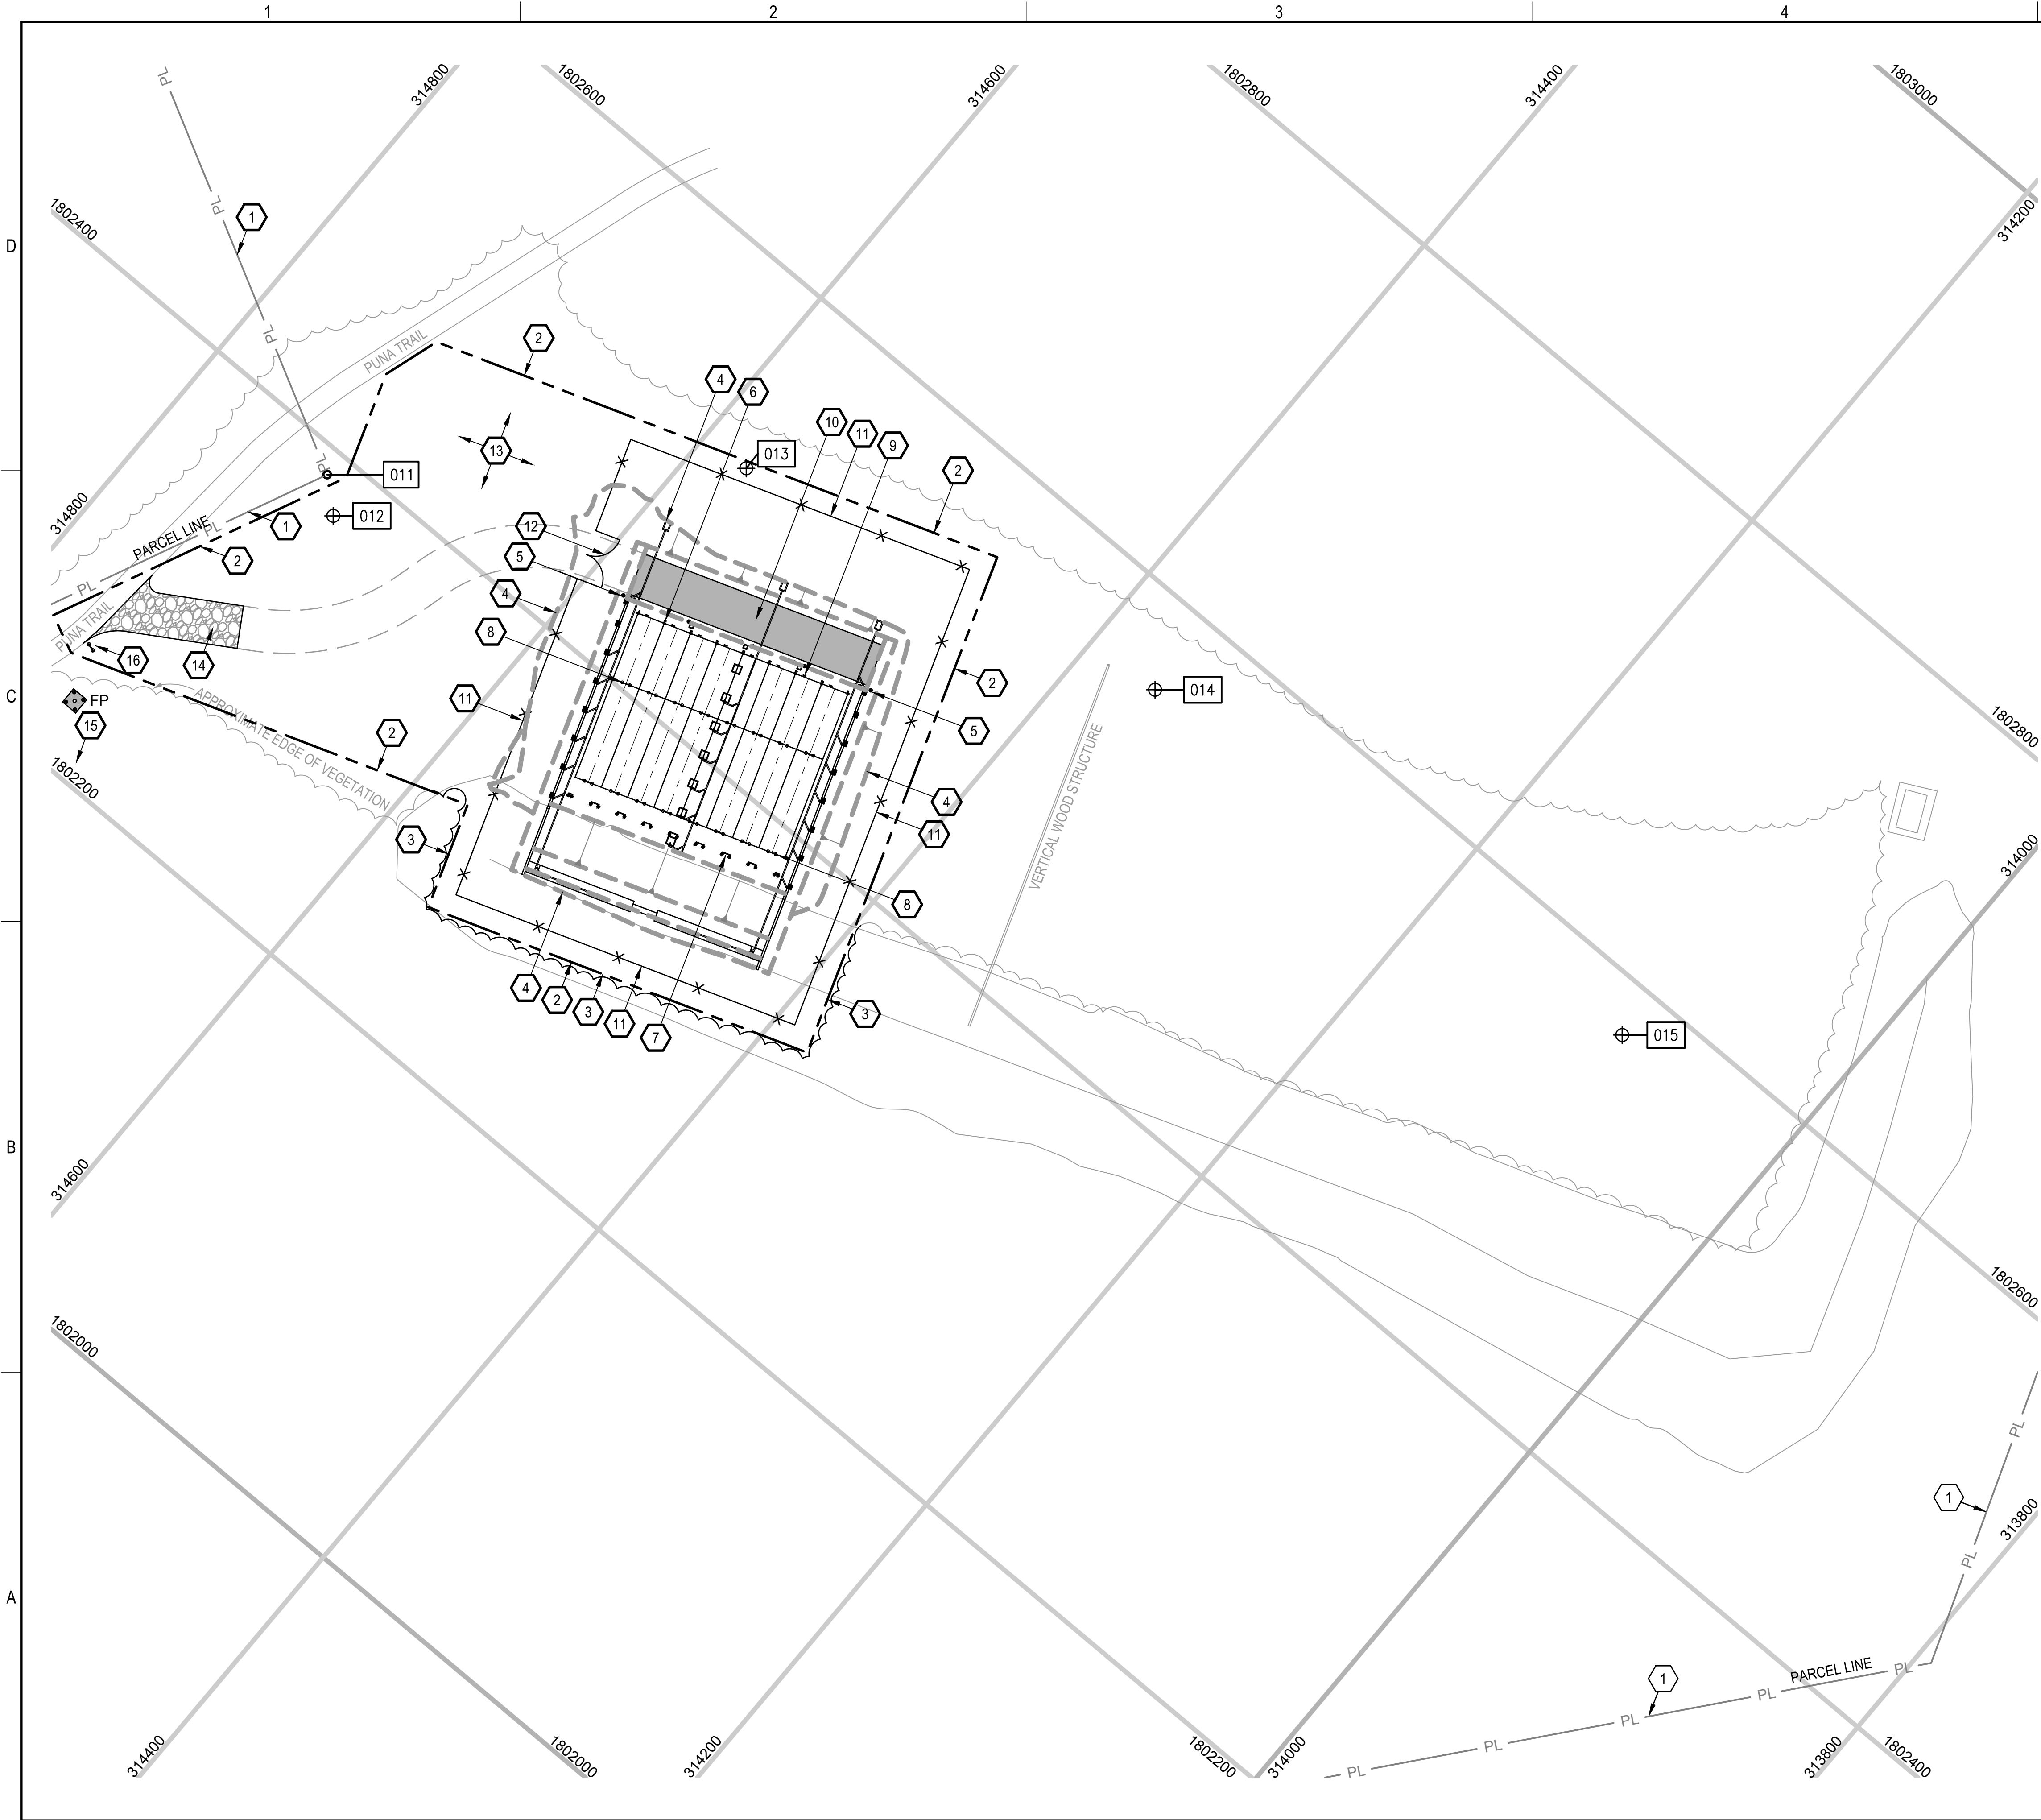 1
2
3
4
D
C
B
A
PL
314800
1802600
314600
1802800
314400
1803000
1802400
PL
1
314200
2
PL
PUNA TRAIL
4
6
10
11
9
13
013
2
011
314800
PL
012
1
12
PARCEL LINE
PL
2
5
PL
4
PUNA TRAIL
8
16
14
014
2
FP
11
APPROXIMATE EDGE OF VEGETATION
15
2
5
1802800
VERTICAL WOOD STRUCTURE
1802200
4
11
3
314000
8
4
2
3
11
7
3
015
314600
1802600
1802000
PL
1
313800
PL
1
PARCEL LINE
PL
PL
PL
PL
PL
314400
1802000
314200
1802200
314000
313800
1802400